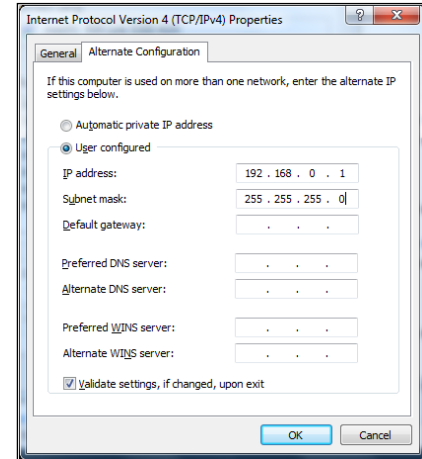 Internet Protocol Version 4 (TCP/IPv4) Properties
General Alternate Configuration
If this computer is used on more than one network, enter the alternate IP
settings below.
Automatic private IP address
User configured
IP address: 192 . 168 . 0 . 1
Subnet mask: 255 . 255 . 255 . 0
Default gateway: . . .
Preferred DNS server: . . .
Alternate DNS server: . . .
Preferred WINS server: . . .
Alternate WINS server: . . .
Validate settings, if changed, upon exit
OK Cancel